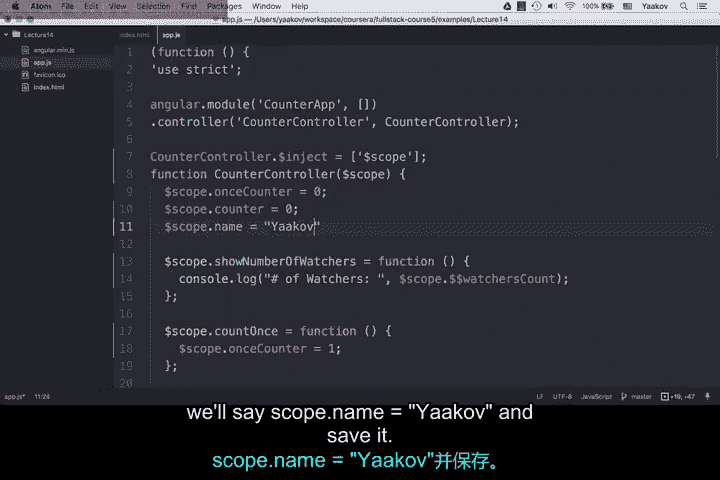 Atom File Edit View Selection Find Packages Window Help
100% Yaakov
app.js — /Users/yaakov/workspace/coursera/fullstack-course5/examples/Lecture14
Lecture14
angular.min.js
app.js
favicon.ico
index.html
index.html app.js
1 (function () {
2 'use strict';
3
4 angular.module('CounterApp', [])
5 .controller('CounterController', CounterController);
6
7 CounterController.$inject = ['$scope'];
8 function CounterController($scope) {
9 $scope.onceCounter = 0;
10 $scope.counter = 0;
11 $scope.name = "Yaakov"
12
13 $scope.showNumberOfWatchers = function () {
14 console.log("# of Watchers: ", $scope.$$watchersCount);
15 };
16
17 $scope.countOnce = function () {
18 $scope.onceCounter = 1;
19 };
20
app.js* 11:26 LF UTF-8 JavaScript master +19, -47
we'll say scope.name = "Yaakov" and
save it.
scope.name = "Yaakov"并保存。